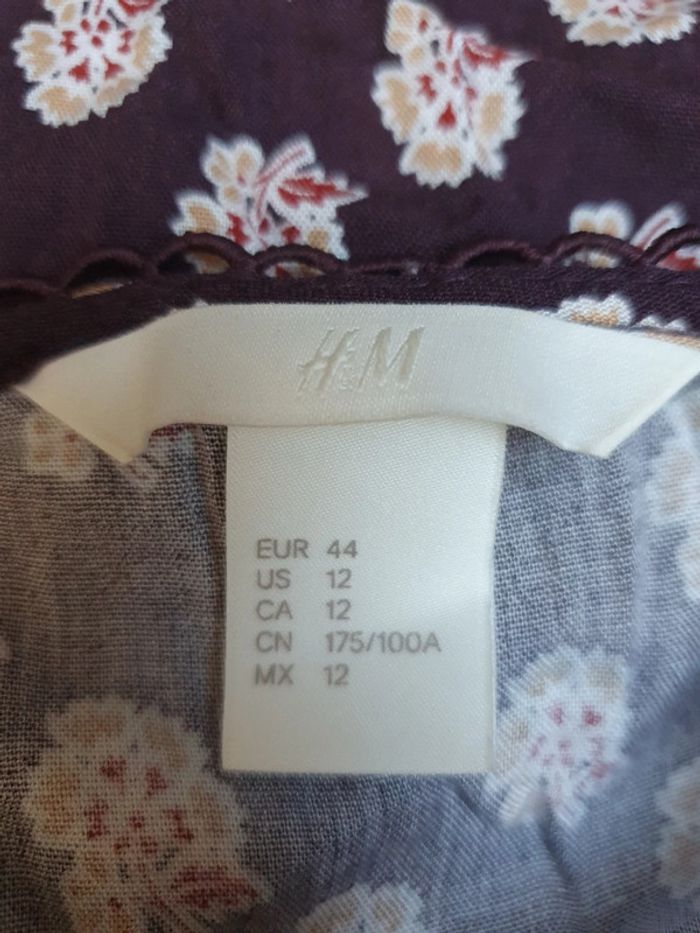 H&M
EUR 44
US 12
CA 12
CN 175/100A
MX 12